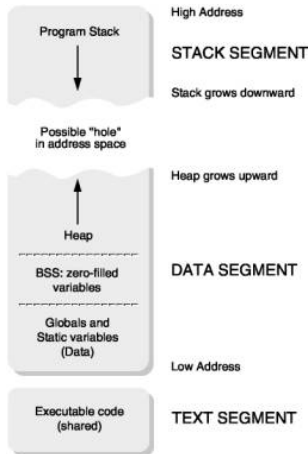 High Address
Program Stack
STACK SEGMENT
Stack grows downward
Possible "hole"
in address space
Heap grows upward
Heap
BSS: zero-filled
variables
DATA SEGMENT
Globals and
Static variables
(Data)
Low Address
Executable code
(shared)
TEXT SEGMENT